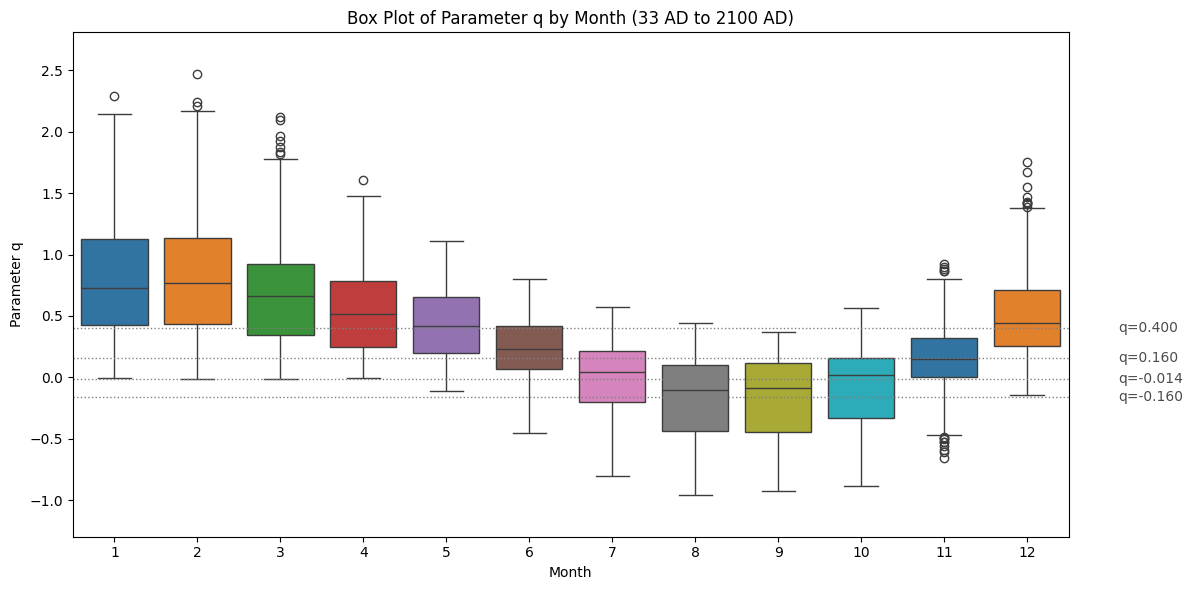 Box Plot of Parameter q by Month (33 AD to 2100 AD)
Parameter q
2.5
2.0
1.5
1.0
0.5
0.0
−0.5
−1.0
q=0.400
q=0.160
q=-0.014
q=-0.160
1 2 3 4 5 6 7 8 9 10 11 12
Month